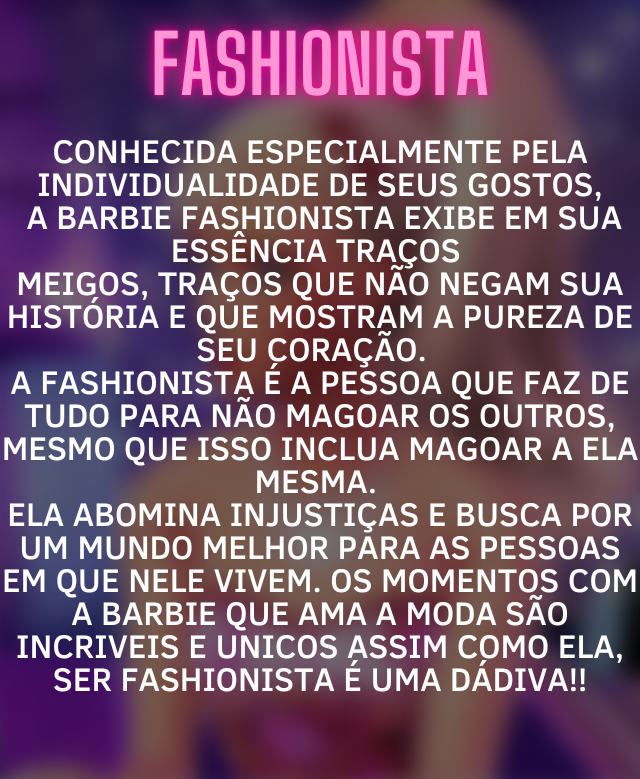 FASHIONISTA
CONHECIDA ESPECIALMENTE PELA
INDIVIDUALIDADE DE SEUS GOSTOS,
A BARBIE FASHIONISTA EXIBE EM SUA
ESSÊNCIA TRAÇOS
MEIGOS, TRAÇOS QUE NÃO NEGAM SUA
HISTÓRIA E QUE MOSTRAM A PUREZA DE
SEU CORAÇÃO.
A FASHIONISTA É A PESSOA QUE FAZ DE
TUDO PARA NÃO MAGOAR OS OUTROS,
MESMO QUE ISSO INCLUA MAGOAR A ELA
MESMA.
ELA ABOMINA INJUSTIÇAS E BUSCA POR
UM MUNDO MELHOR PARA AS PESSOAS
EM QUE NELE VIVEM. OS MOMENTOS COM
A BARBIE QUE AMA A MODA SÃO
INCRIVEIS E UNICOS ASSIM COMO ELA,
SER FASHIONISTA É UMA DÁDIVA!!